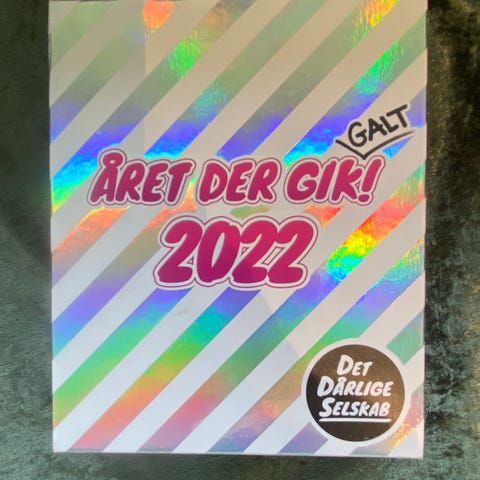 GALT
ÅRET DER GIK!
2022
DET
DÅRLIGE
SELSKAB